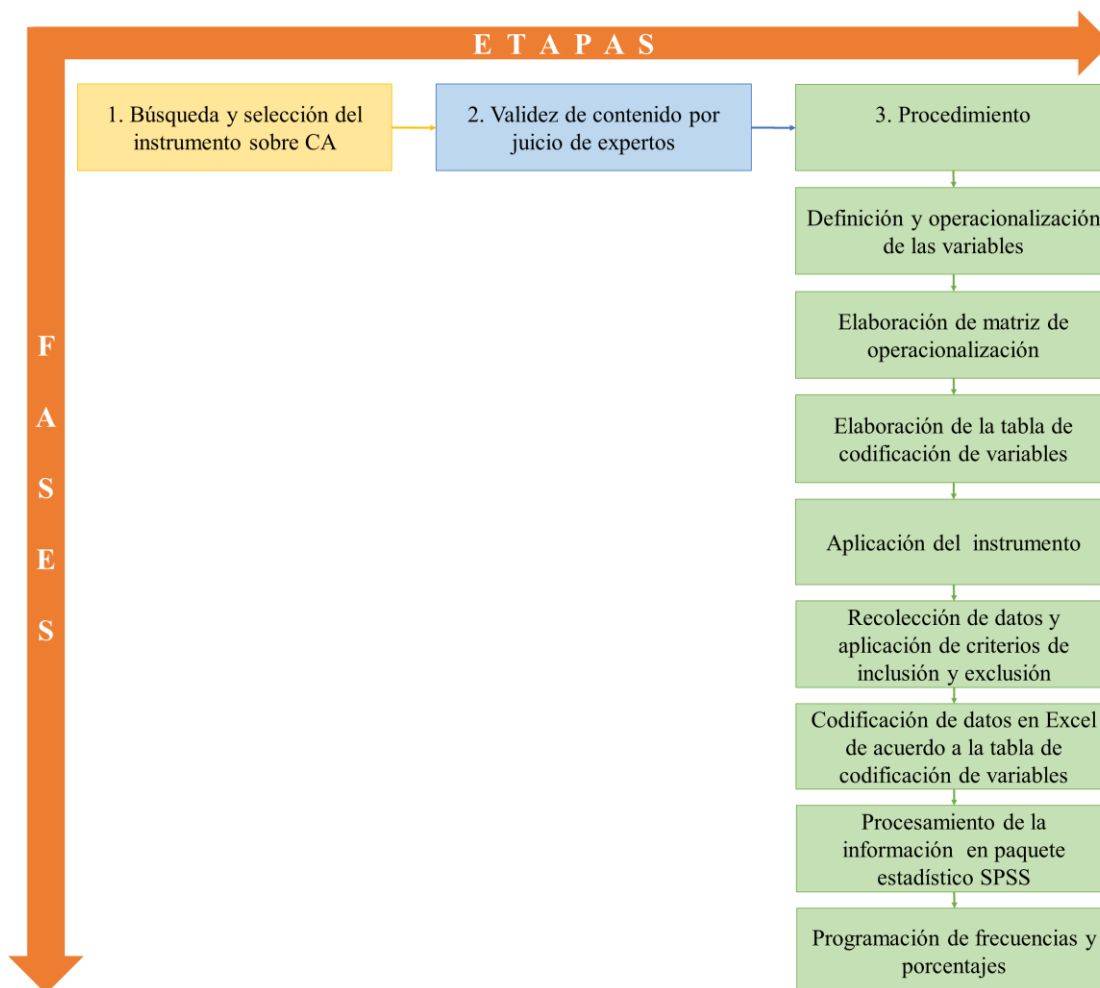 E T A P A S
1. Búsqueda y selección del
instrumento sobre CA
2. Validez de contenido por
juicio de expertos
3. Procedimiento
Definición y operacionalización
de las variables
Elaboración de matriz de
operacionalización
Elaboración de la tabla de
codificación de variables
Aplicación del instrumento
Recolección de datos y
aplicación de criterios de
inclusión y exclusión
Codificación de datos en Excel
de acuerdo a la tabla de
codificación de variables
Procesamiento de la
información en paquete
estadístico SPSS
Programación de frecuencias y
porcentajes
F
A
S
E
S